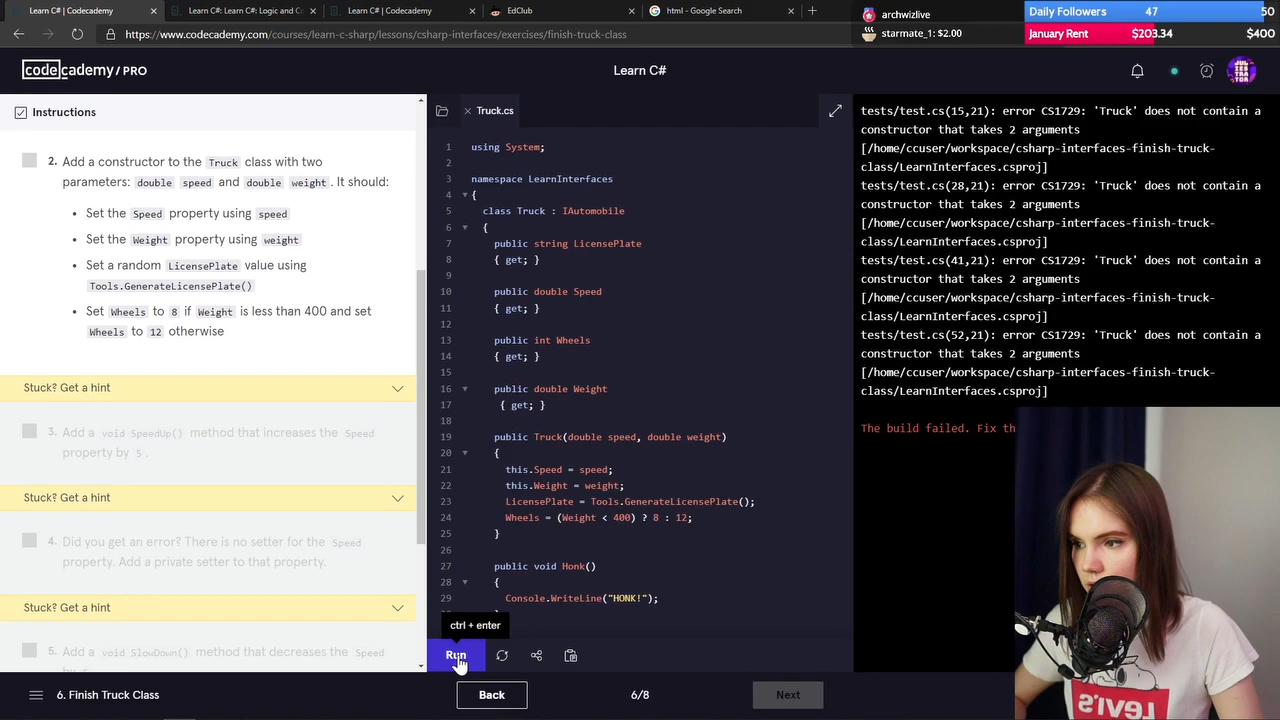 Learn C# | Codecademy
Learn C#: Learn C#: Logic and Co
Learn C# | Codecademy
EdClub
html - Google Search
https://www.codecademy.com/courses/learn-c-sharp/lessons/csharp-interfaces/exercises/finish-truck-class
archwizlive
starmate_1: $2.00
Daily Followers 47 50
January Rent $203.34 $400
codecademy/PRO
Learn C#
Instructions
2. Add a constructor to the Truck class with two
parameters: double speed and double weight. It should:
• Set the Speed property using speed
• Set the Weight property using weight
• Set a random LicensePlate value using
Tools.GenerateLicensePlate()
• Set Wheels to 8 if Weight is less than 400 and set
Wheels to 12 otherwise
Stuck? Get a hint
3. Add a void SpeedUp() method that increases the Speed
property by 5.
Stuck? Get a hint
4. Did you get an error? There is no setter for the Speed
property. Add a private setter to that property.
Stuck? Get a hint
5. Add a void SlowDown() method that decreases the Speed
by 5
Truck.cs
1 using System;
2
3 namespace LearnInterfaces
4 {
5 class Truck : IAutomobile
6 {
7 public string LicensePlate
8 { get; }
9
10 public double Speed
11 { get; }
12
13 public int Wheels
14 { get; }
15
16 public double Weight
17 { get; }
18
19 public Truck(double speed, double weight)
20 {
21 this.Speed = speed;
22 this.Weight = weight;
23 LicensePlate = Tools.GenerateLicensePlate();
24 Wheels = (Weight < 400) ? 8 : 12;
25 }
26
27 public void Honk()
28 {
29 Console.WriteLine("HONK!");
ctrl + enter
Run
tests/test.cs(15,21): error CS1729: 'Truck' does not contain a
constructor that takes 2 arguments
[/home/ccuser/workspace/csharp-interfaces-finish-truck-
class/LearnInterfaces.csproj]
tests/test.cs(28,21): error CS1729: 'Truck' does not contain a
constructor that takes 2 arguments
[/home/ccuser/workspace/csharp-interfaces-finish-truck-
class/LearnInterfaces.csproj]
tests/test.cs(41,21): error CS1729: 'Truck' does not contain a
constructor that takes 2 arguments
[/home/ccuser/workspace/csharp-interfaces-finish-truck-
class/LearnInterfaces.csproj]
tests/test.cs(52,21): error CS1729: 'Truck' does not contain a
constructor that takes 2 arguments
[/home/ccuser/workspace/csharp-interfaces-finish-truck-
class/LearnInterfaces.csproj]
The build failed. Fix th
LEVI'S
6. Finish Truck Class
Back
6/8
Next